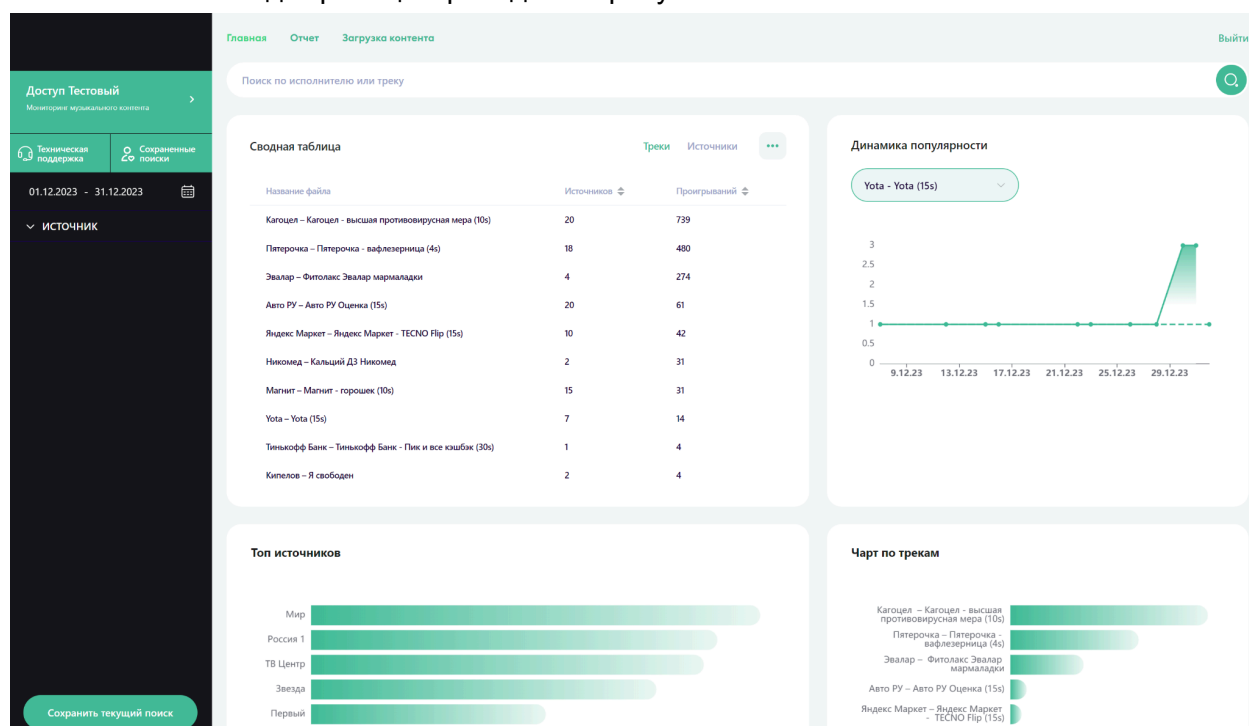 Главная Отчет Загрузка контента Выйти
Доступ Тестовый
Мониторинг музыкального контента
Техническая поддержка
Сохраненные поиски
01.12.2023 - 31.12.2023
ИСТОЧНИК
Сохранить текущий поиск
Поиск по исполнителю или треку
Сводная таблица Треки Источники
Название файла Источников Проигрываний
Кагоцел – Кагоцел - высшая противовирусная мера (10s) 20 739
Пятерочка – Пятерочка - вафлезерница (4s) 18 480
Эвалар – Фитолакс Эвалар мармаладки 4 274
Авто РУ – Авто РУ Оценка (15s) 20 61
Яндекс Маркет – Яндекс Маркет - TECNO Flip (15s) 10 42
Никомед – Кальций Д3 Никомед 2 31
Магнит – Магнит - горошек (10s) 15 31
Yota – Yota (15s) 7 14
Тинькофф Банк – Тинькофф Банк - Пик и все кэшбэк (30s) 1 4
Кипелов – Я свободен 2 4
Динамика популярности
Yota - Yota (15s)
3
2.5
2
1.5
1
0.5
0
9.12.23 13.12.23 17.12.23 21.12.23 25.12.23 29.12.23
Топ источников
Мир
Россия 1
ТВ Центр
Звезда
Первый
Чарт по трекам
Кагоцел – Кагоцел - высшая
противовирусная мера (10s)
Пятерочка – Пятерочка -
вафлезерница (4s)
Эвалар – Фитолакс Эвалар
мармаладки
Авто РУ – Авто РУ Оценка (15s)
Яндекс Маркет – Яндекс Маркет
- TECNO Flip (15s)